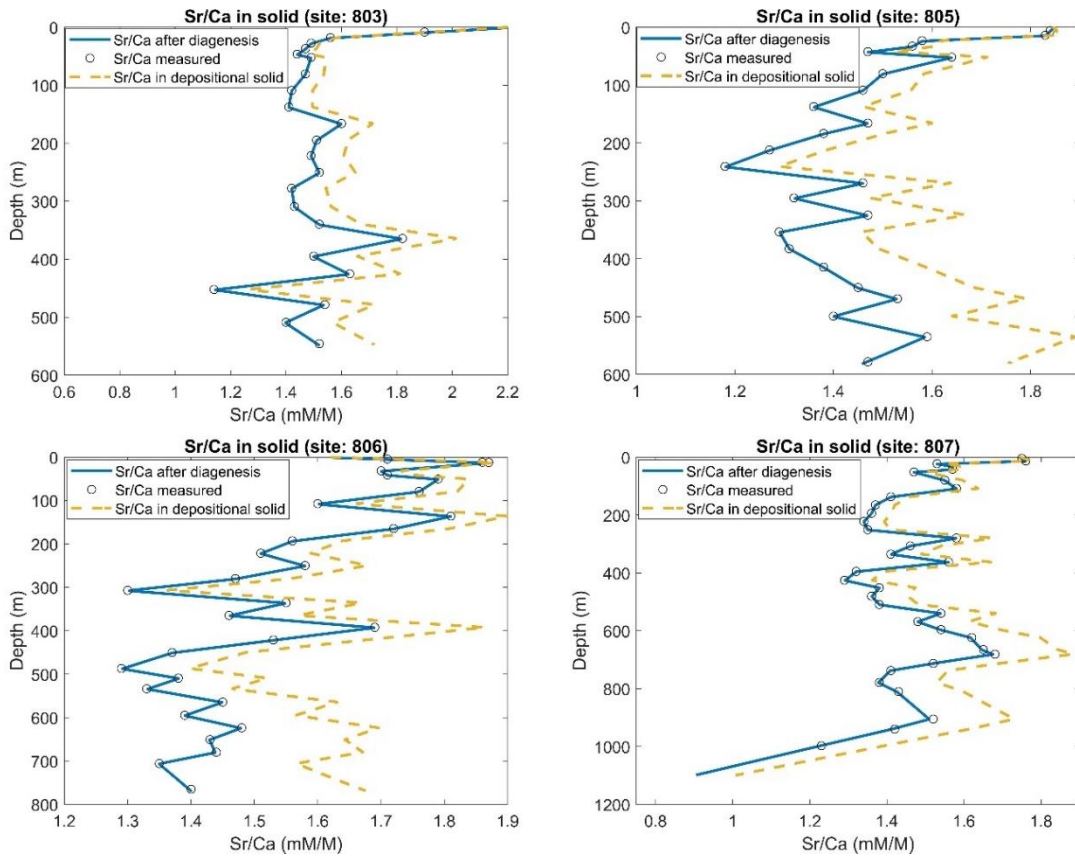 Sr/Ca in solid (site: 803)
0
100
200
300
400
500
600
Depth (m)
Sr/Ca after diagenesis
Sr/Ca measured
Sr/Ca in depositional solid
0.6 0.8 1 1.2 1.4 1.6 1.8 2 2.2
Sr/Ca (mM/M)
Sr/Ca in solid (site: 805)
0
100
200
300
400
500
600
Depth (m)
Sr/Ca after diagenesis
Sr/Ca measured
Sr/Ca in depositional solid
1 1.2 1.4 1.6 1.8
Sr/Ca (mM/M)
Sr/Ca in solid (site: 806)
0
100
200
300
400
500
600
700
800
Depth (m)
Sr/Ca after diagenesis
Sr/Ca measured
Sr/Ca in depositional solid
1.2 1.3 1.4 1.5 1.6 1.7 1.8 1.9
Sr/Ca (mM/M)
Sr/Ca in solid (site: 807)
0
200
400
600
800
1000
1200
Depth (m)
Sr/Ca after diagenesis
Sr/Ca measured
Sr/Ca in depositional solid
0.8 1 1.2 1.4 1.6 1.8
Sr/Ca (mM/M)